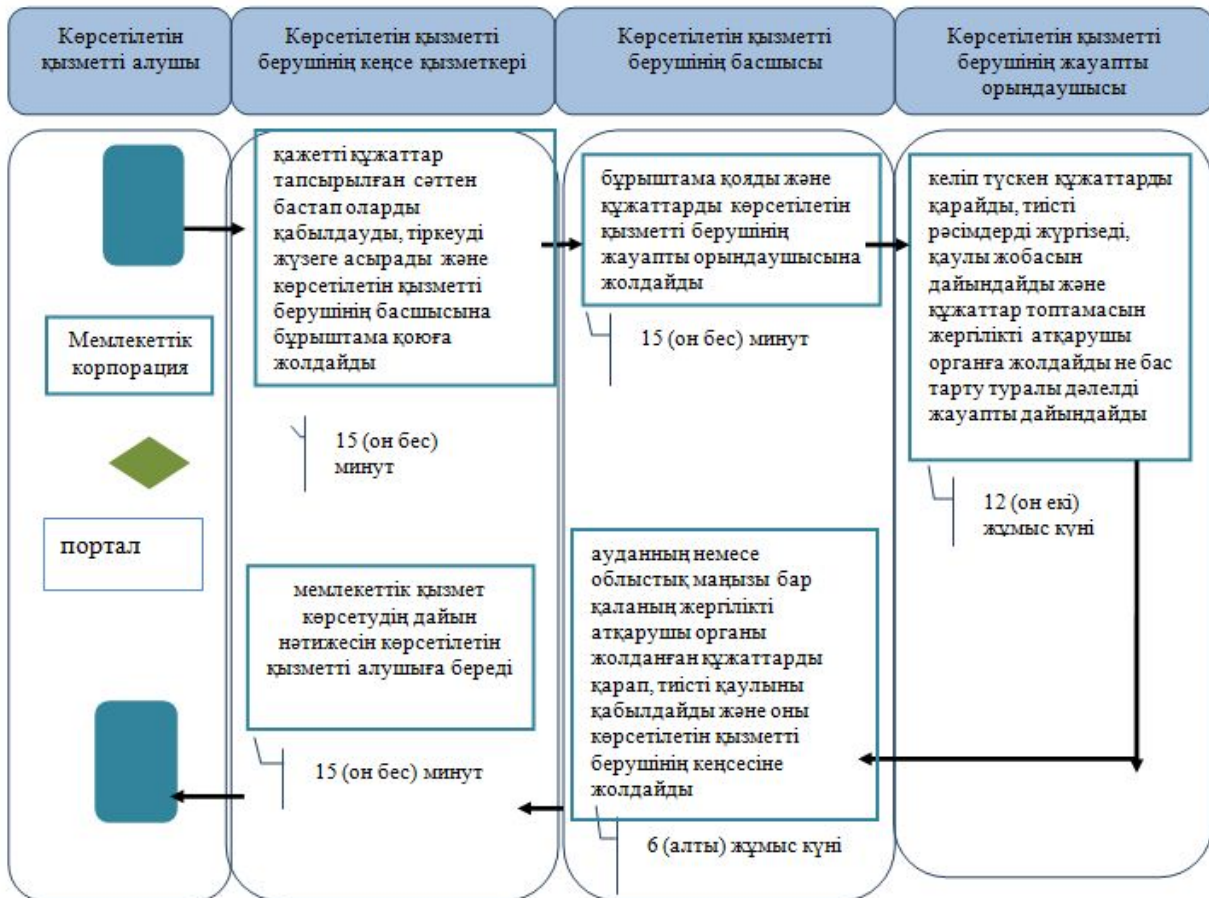 Көрсетілетін
қызметті алушы
Көрсетілетін қызметті
берушінің кеңсе қызметкері
Көрсетілетін қызметті
берушінің басшысы
Көрсетілетін қызметті
берушінің жауапты
орындаушысы
Мемлекеттік
корпорация
портал
қажетті құжаттар
тапсырылған сәттен
бастап оларды
қабылдауды, тіркеуді
жүзеге асырады және
көрсетілетін қызметті
берушінің басшысына
бұрыштама қоюға
жолдайды
15 (он бес)
минут
бұрыштама қояды және
құжаттарды көрсетілетін
қызметті берушінің
жауапты орындаушысына
жолдайды
15 (он бес) минут
келіп түскен құжаттарды
қарайды, тиісті
рәсімдерді жүргізеді,
қаулы жобасын
дайындайды және
құжаттар топтамасын
жергілікті атқарушы
органға жолдайды не бас
тарту туралы дәлелді
жауапты дайындайды
12 (он екі)
жұмыс күні
ауданның немесе
облыстық маңызы бар
қаланың жергілікті
атқарушы органы
жолданған құжаттарды
қарап, тиісті қаулыны
қабылдайды және оны
көрсетілетін қызметті
берушінің кеңсесіне
жолдайды
6 (алты) жұмыс күні
мемлекеттік қызмет
көрсетудің дайын
нәтижесін көрсетілетін
қызметті алушыға береді
15 (он бес) минут